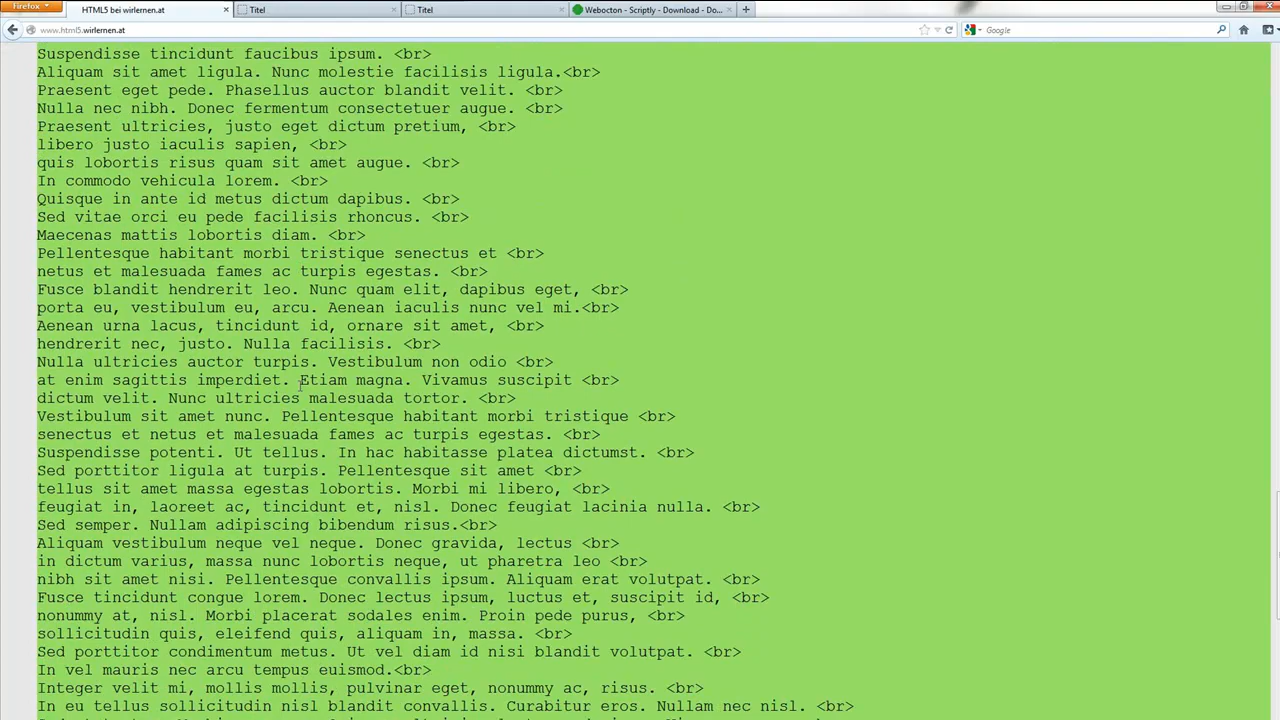 Firefox
HTML5 bei wirlernen.at
Titel
Titel
Webocton - Scriptly - Download - Do...
www.html5.wirlernen.at
Google
Suspendisse tincidunt faucibus ipsum. <br>
Aliquam sit amet ligula. Nunc molestie facilisis ligula.<br>
Praesent eget pede. Phasellus auctor blandit velit. <br>
Nulla nec nibh. Donec fermentum consectetuer augue. <br>
Praesent ultricies, justo eget dictum pretium, <br>
libero justo iaculis sapien, <br>
quis lobortis risus quam sit amet augue. <br>
In commodo vehicula lorem. <br>
Quisque in ante id metus dictum dapibus. <br>
Sed vitae orci eu pede facilisis rhoncus. <br>
Maecenas mattis lobortis diam. <br>
Pellentesque habitant morbi tristique senectus et <br>
netus et malesuada fames ac turpis egestas. <br>
Fusce blandit hendrerit leo. Nunc quam elit, dapibus eget, <br>
porta eu, vestibulum eu, arcu. Aenean iaculis nunc vel mi.<br>
Aenean urna lacus, tincidunt id, ornare sit amet, <br>
hendrerit nec, justo. Nulla facilisis. <br>
Nulla ultricies auctor turpis. Vestibulum non odio <br>
at enim sagittis imperdiet. Etiam magna. Vivamus suscipit <br>
dictum velit. Nunc ultricies malesuada tortor. <br>
Vestibulum sit amet nunc. Pellentesque habitant morbi tristique <br>
senectus et netus et malesuada fames ac turpis egestas. <br>
Suspendisse potenti. Ut tellus. In hac habitasse platea dictumst. <br>
Sed porttitor ligula at turpis. Pellentesque sit amet <br>
tellus sit amet massa egestas lobortis. Morbi mi libero, <br>
feugiat in, laoreet ac, tincidunt et, nisl. Donec feugiat lacinia nulla. <br>
Sed semper. Nullam adipiscing bibendum risus.<br>
Aliquam vestibulum neque vel neque. Donec gravida, lectus <br>
in dictum varius, massa nunc lobortis neque, ut pharetra leo <br>
nibh sit amet nisi. Pellentesque convallis ipsum. Aliquam erat volutpat. <br>
Fusce tincidunt congue lorem. Donec lectus ipsum, luctus et, suscipit id, <br>
nonummy at, nisl. Morbi placerat sodales enim. Proin pede purus, <br>
sollicitudin quis, eleifend quis, aliquam in, massa. <br>
Sed porttitor condimentum metus. Ut vel diam id nisi blandit volutpat. <br>
In vel mauris nec arcu tempus euismod.<br>
Integer velit mi, mollis mollis, pulvinar eget, nonummy ac, risus. <br>
In eu tellus sollicitudin nisl blandit convallis. Curabitur eros. Nullam nec nisl. <br>